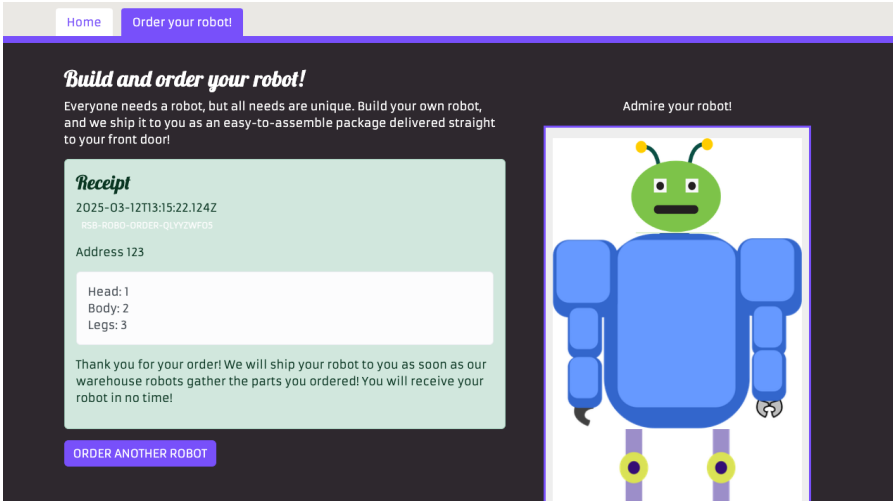 Home
Order your robot!
Build and order your robot!
Everyone needs a robot, but all needs are unique. Build your own robot,
and we ship it to you as an easy-to-assemble package delivered straight
to your front door!
Receipt
2025-03-12T13:15:22.124Z
RSB-ROBO-ORDER-QLYYZWFD5
Address 123
Head: 1
Body: 2
Legs: 3
Thank you for your order! We will ship your robot to you as soon as our
warehouse robots gather the parts you ordered! You will receive your
robot in no time!
ORDER ANOTHER ROBOT
Admire your robot!